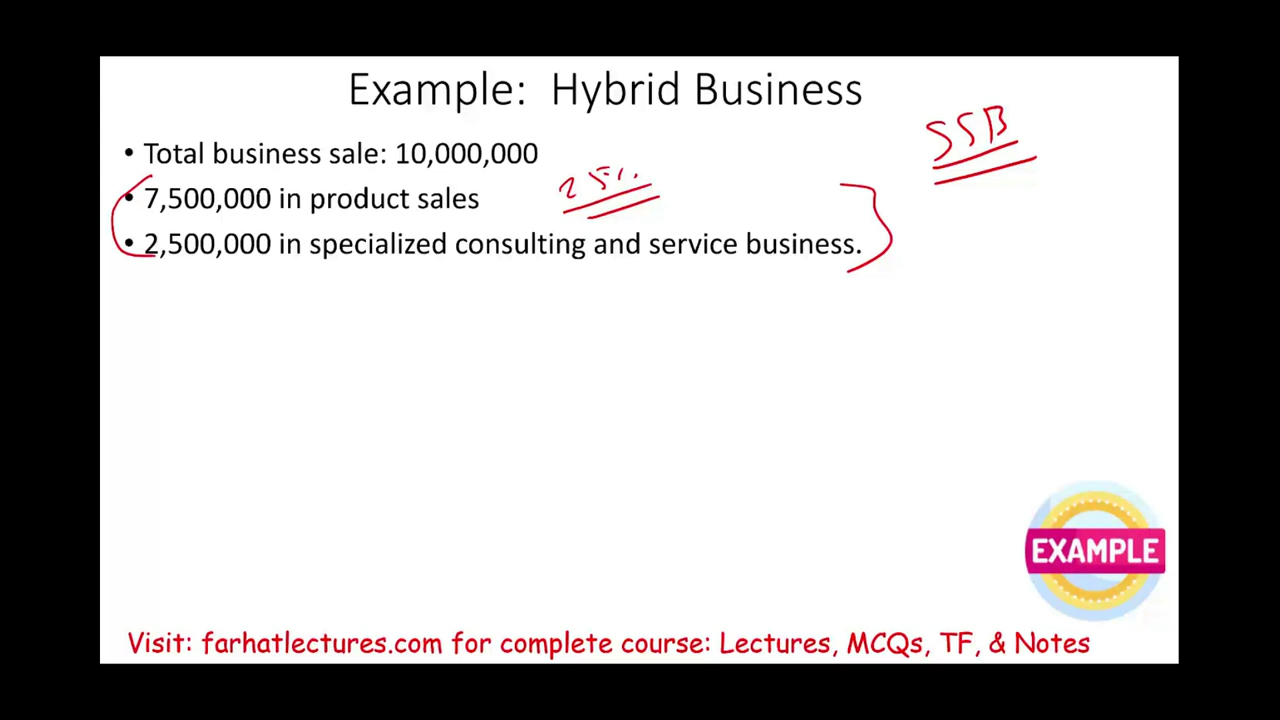 Example: Hybrid Business
SSB
• Total business sale: 10,000,000
• 7,500,000 in product sales
25%
• 2,500,000 in specialized consulting and service business.
EXAMPLE
Visit: farhatlectures.com for complete course: Lectures, MCQs, TF, & Notes